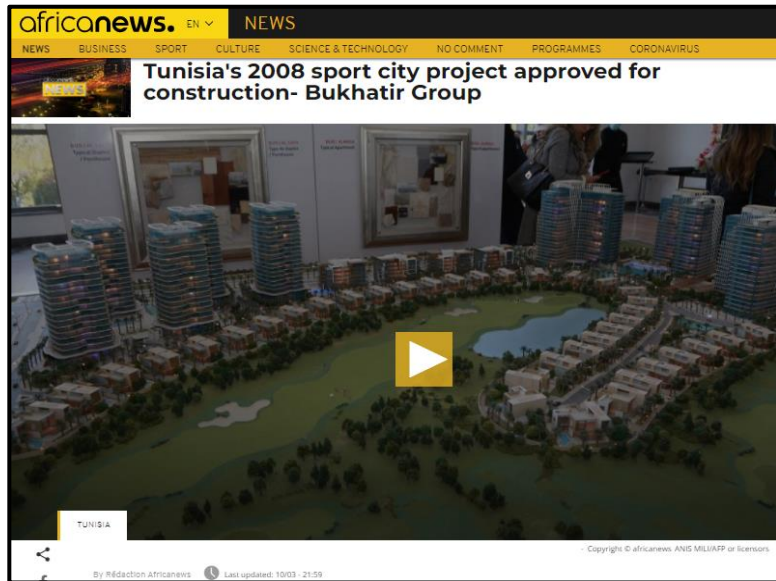 africanews. EN NEWS
NEWS BUSINESS SPORT CULTURE SCIENCE & TECHNOLOGY NO COMMENT PROGRAMMES CORONAVIRUS
NEWS
Tunisia's 2008 sport city project approved for
construction- Bukhatir Group
TUNISIA
- Copyright © africanews ANIS MILI/AFP or licensors
By Rédaction Africanews Last updated: 10/03 - 21:59